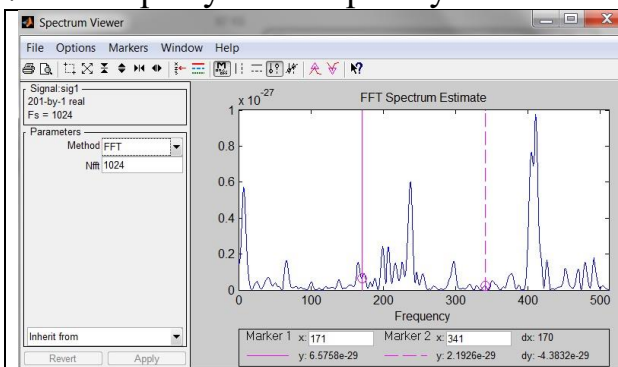 Spectrum Viewer
File Options Markers Window Help
Signal:sig1
201-by-1 real
Fs = 1024
Parameters
Method FFT
Nfft 1024
Inherit from
Revert Apply
x 10-27
FFT Spectrum Estimate
1
0.8
0.6
0.4
0.2
0
0 100 200 300 400 500
Frequency
Marker 1 x: 171 Marker 2 x: 341 dx: 170
y: 6.5758e-29 y: 2.1926e-29 dy: -4.3832e-29